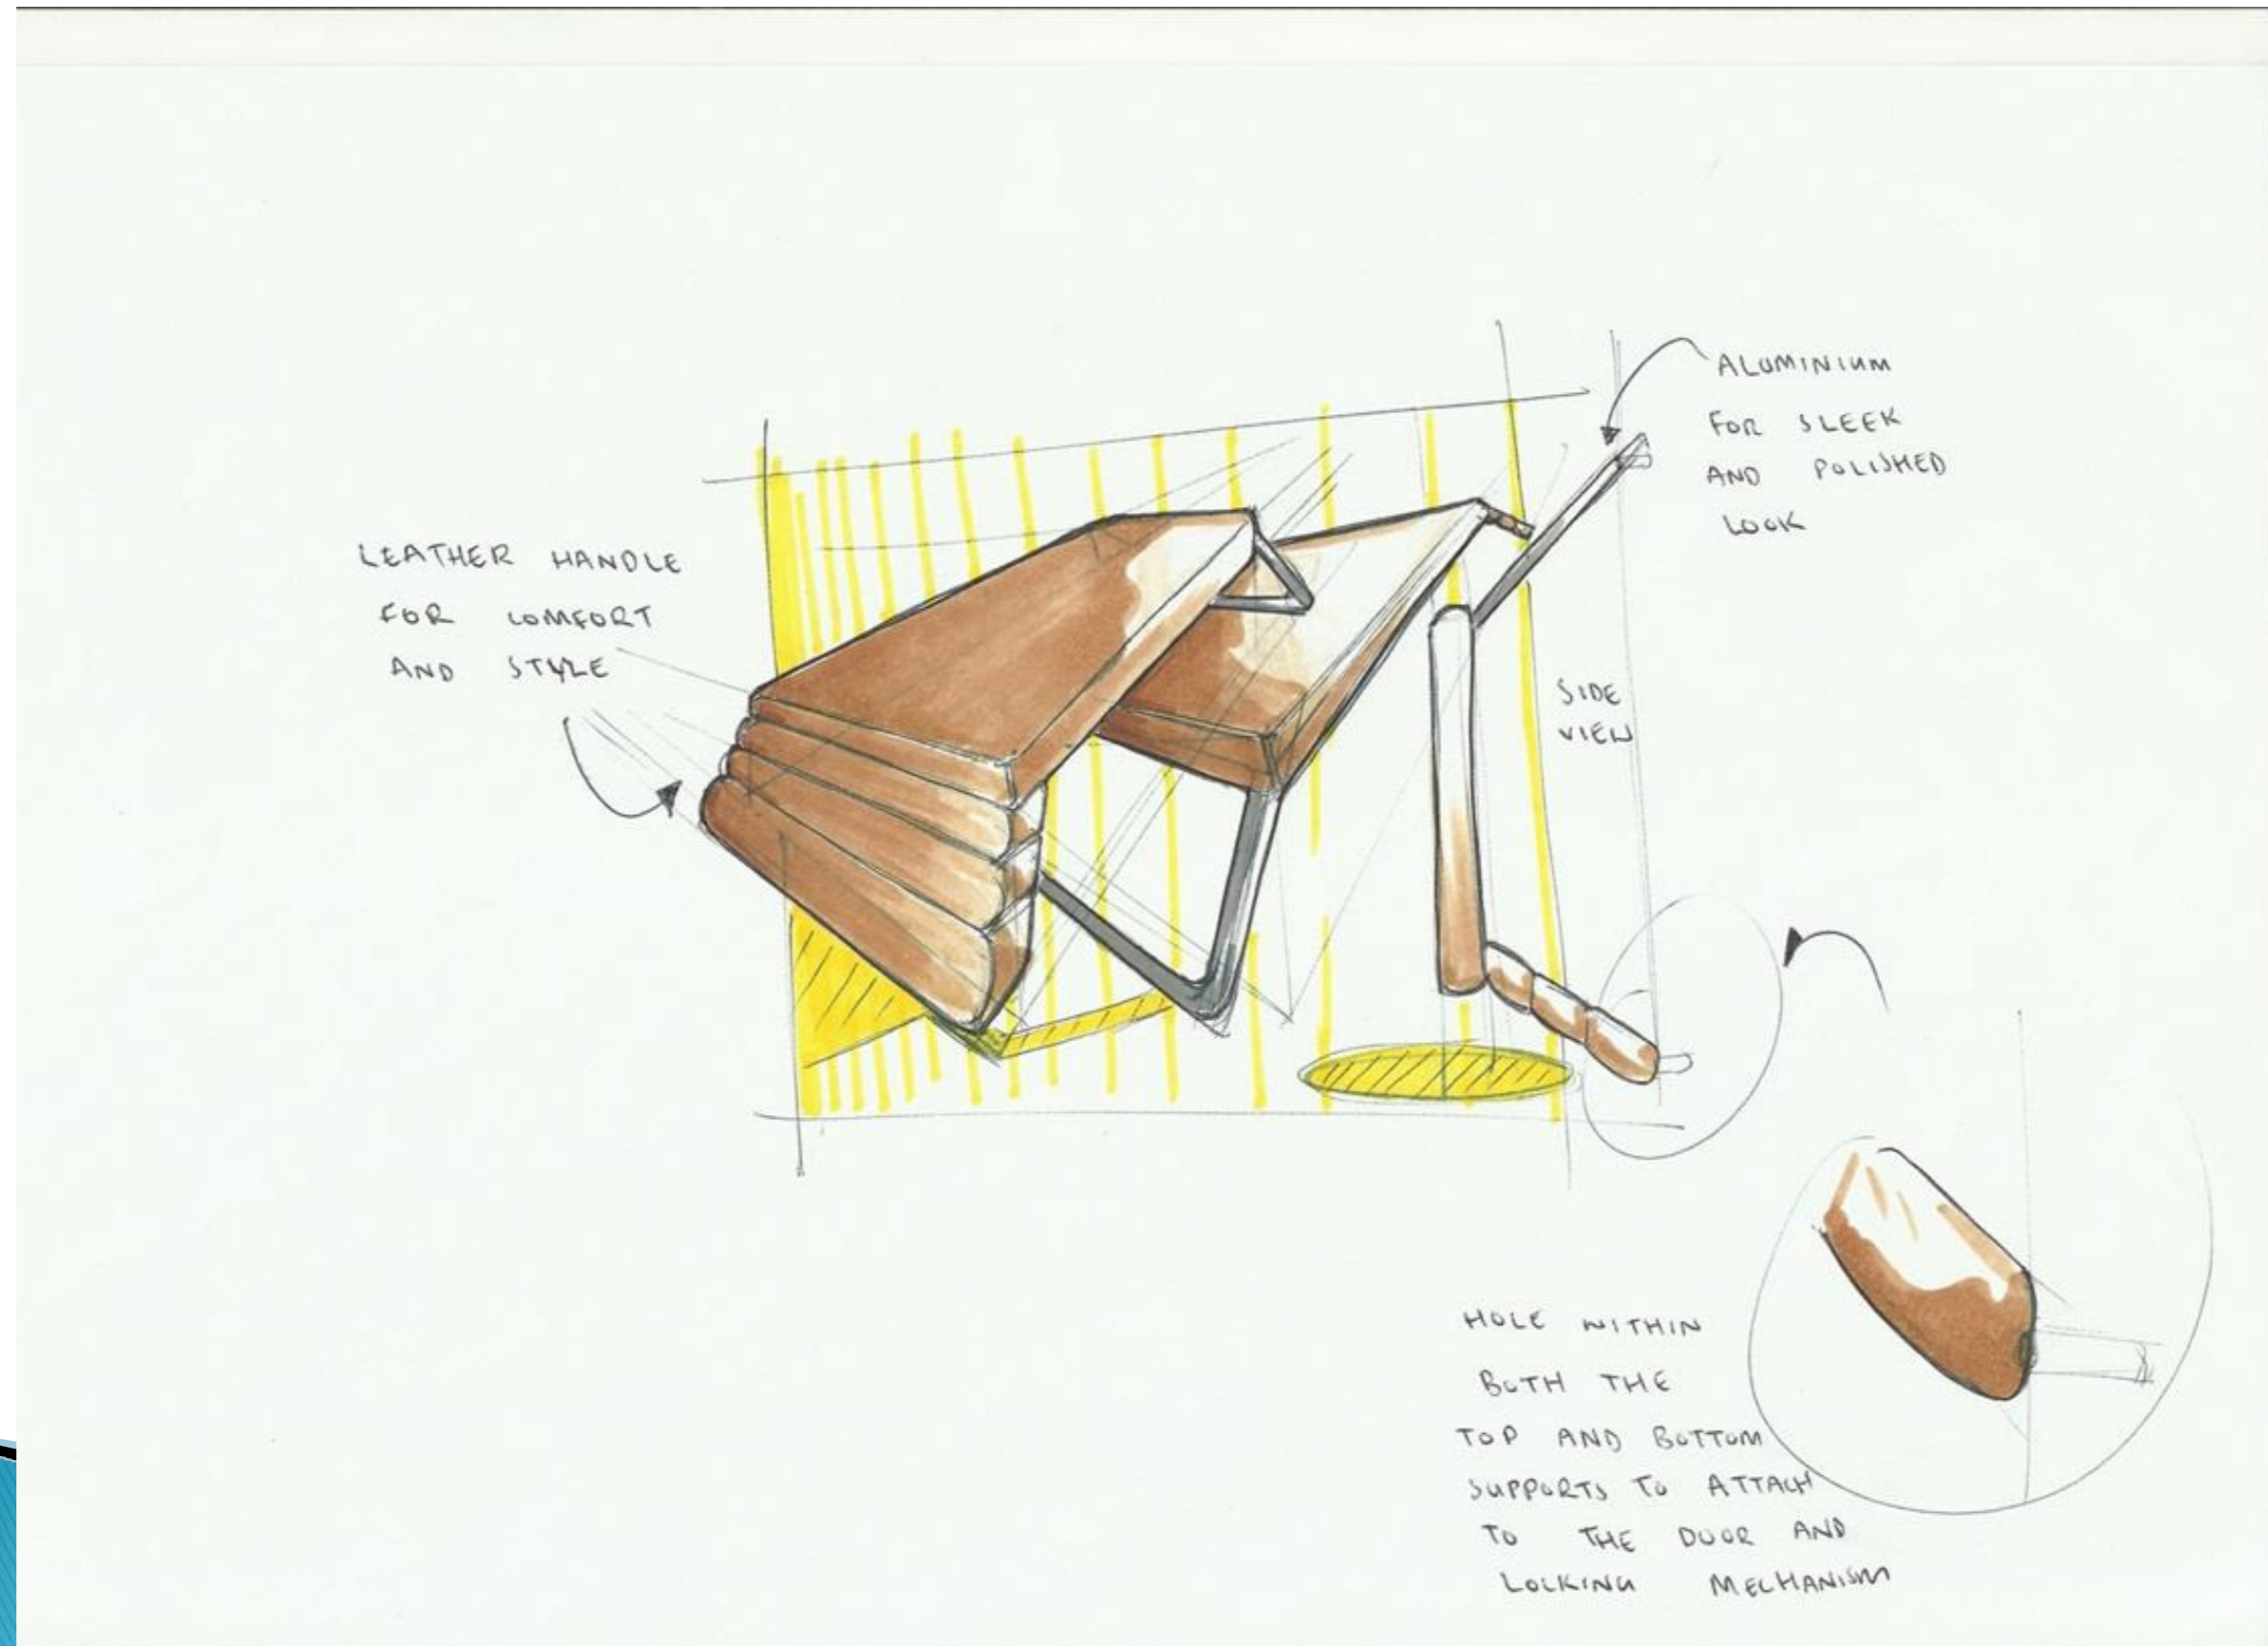 LEATHER HANDLE
FOR COMFORT
AND STYLE
ALUMINIUM
FOR SLEEK
AND POLISHED
LOOK
SIDE
VIEW
HOLE WITHIN
BOTH THE
TOP AND BOTTOM
SUPPORTS TO ATTACH
TO THE DOOR AND
LOCKING MECHANISM